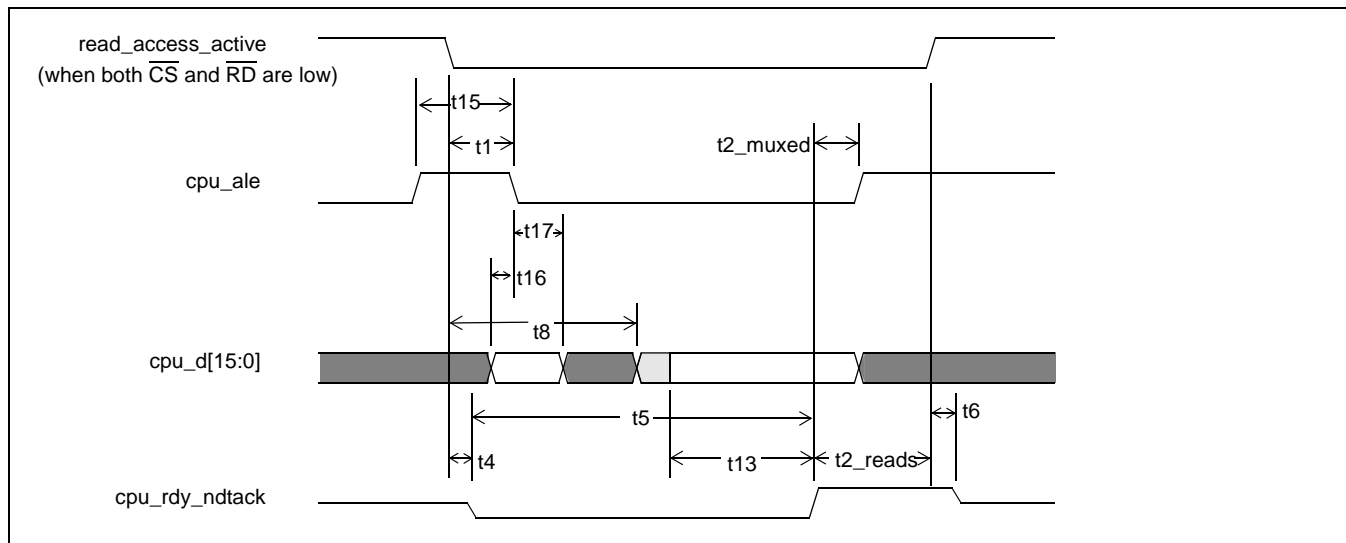 read_access_active
(when both CS and RD are low)
t15
t1
t2_muxed
cpu_ale
t17
t16
t8
cpu_d[15:0]
t5
t6
t4
t13
t2_reads
cpu_rdy_ndtack